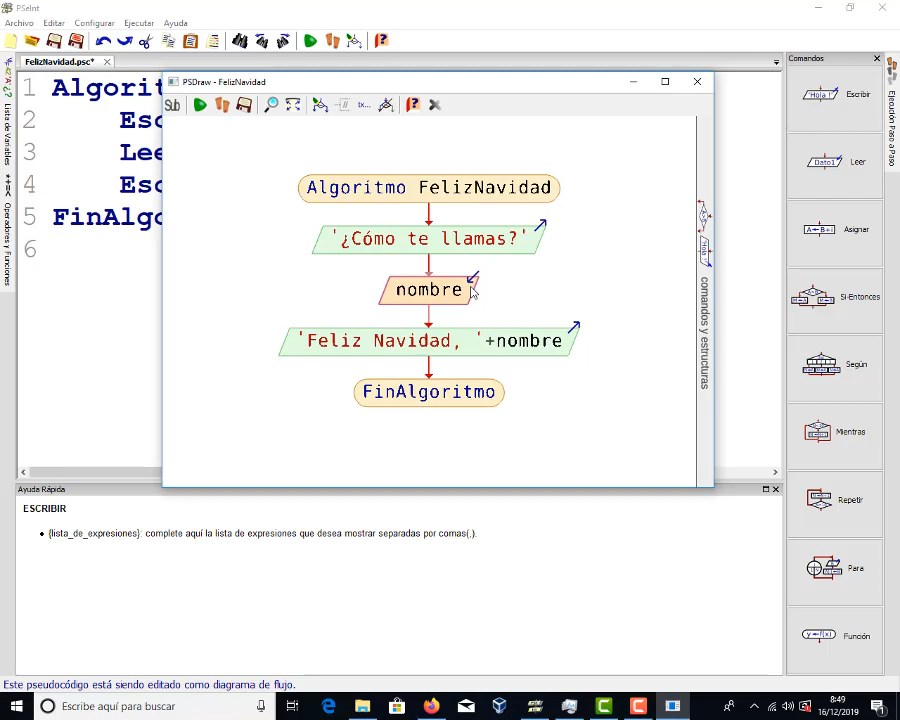 PSeInt
Archivo Editar Configurar Ejecutar Ayuda
FelizNavidad.psc*
Lista de Variables
Operadores y Funciones
1 Algorit
2 Esc
3 Lee
4 Esc
5 FinAlgo
6
PSDraw - FelizNavidad
Sub
tx...
Algoritmo FelizNavidad
'¿Cómo te llamas?'
nombre
'Feliz Navidad, '+nombre
FinAlgoritmo
comandos y estructuras
Comandos
'Hola !' Escribir
Dato1 Leer
A←B+i Asignar
Si-Entonces
Según
Mientras
Repetir
Para
y←f(x) Función
Ejecución Paso a Paso
Ayuda Rápida
ESCRIBIR
• {lista_de_expresiones}: complete aquí la lista de expresiones que desea mostrar separadas por comas(,).
Este pseudocódigo está siendo editado como diagrama de flujo.
Escribe aquí para buscar
8:49
16/12/2019